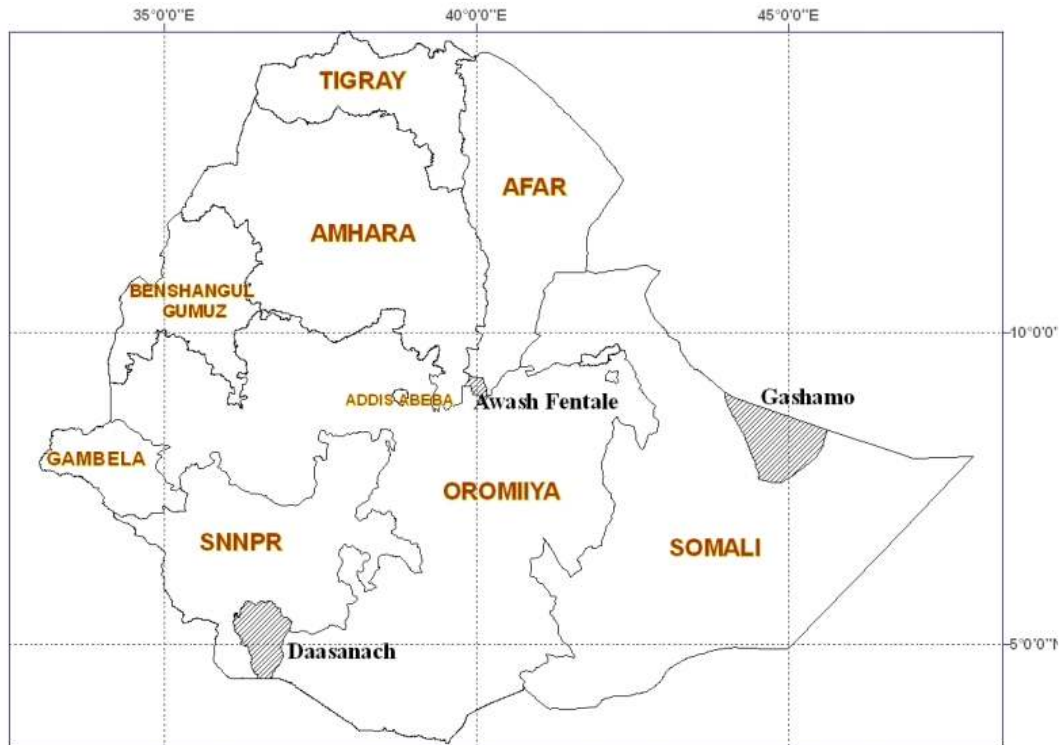 35°0'0"E
40°0'0"E
45°0'0"E
TIGRAY
AFAR
AMHARA
BENSHANGUL
GUMUZ
10°0'0"N
ADDIS ABEBA
Awash Fentale
Gashamo
GAMBELA
OROMIIYA
SNNPR
SOMALI
Daasanach
5°0'0"N